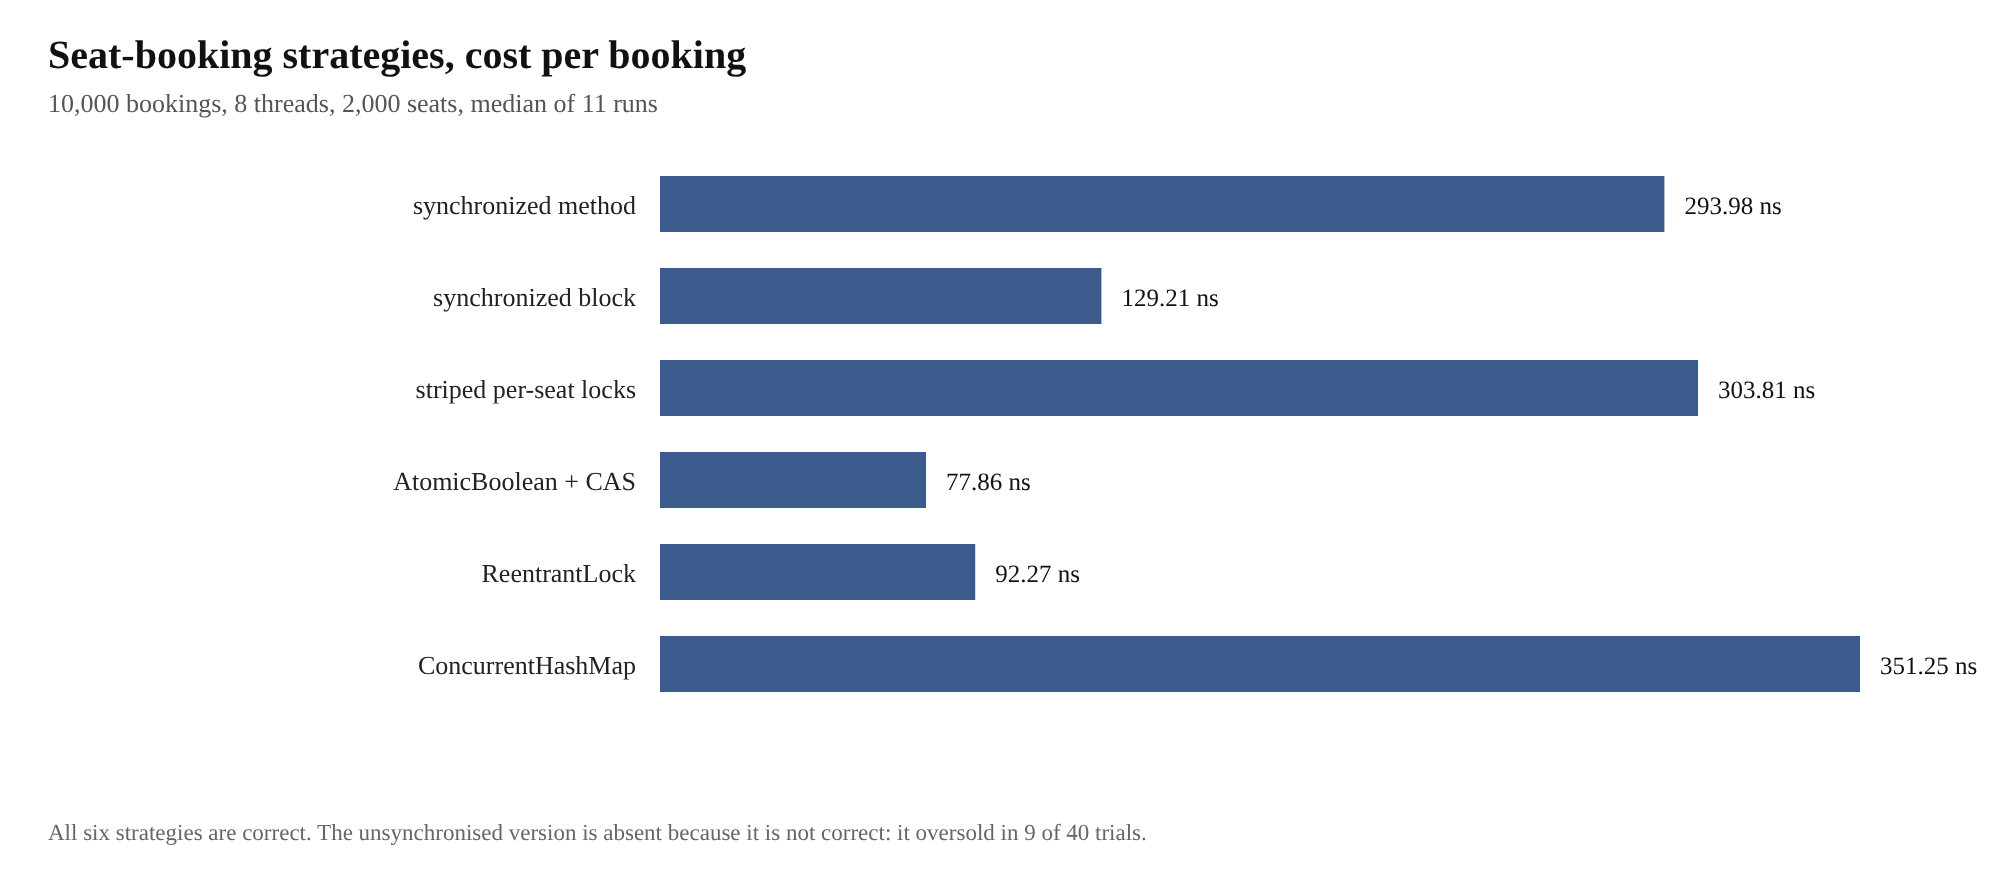 Seat-booking strategies, cost per booking
10,000 bookings, 8 threads, 2,000 seats, median of 11 runs
synchronized method 293.98 ns
synchronized block 129.21 ns
striped per-seat locks 303.81 ns
AtomicBoolean + CAS 77.86 ns
ReentrantLock 92.27 ns
ConcurrentHashMap 351.25 ns
All six strategies are correct. The unsynchronised version is absent because it is not correct: it oversold in 9 of 40 trials.